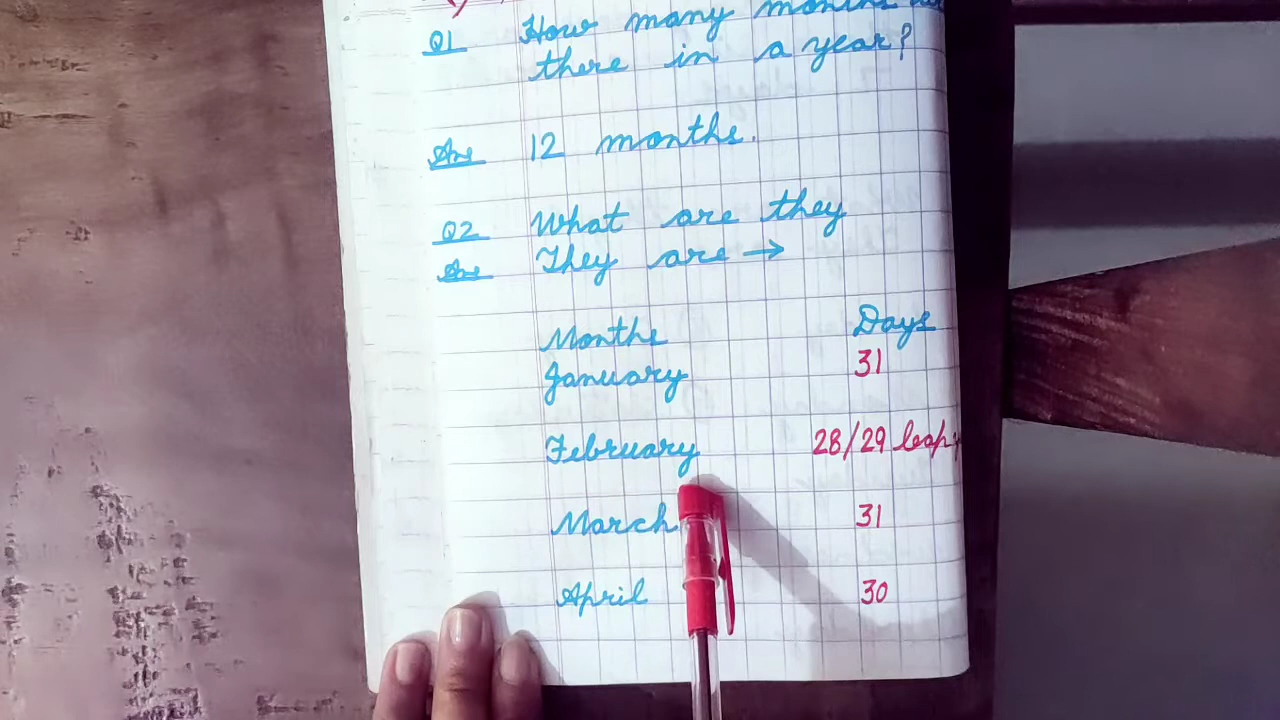 Q1 How many months
there in a year?
Ans 12 months.
Q2 What are they
Ans They are →
Months Days
January 31
February 28/29 leap
March 31
April 30